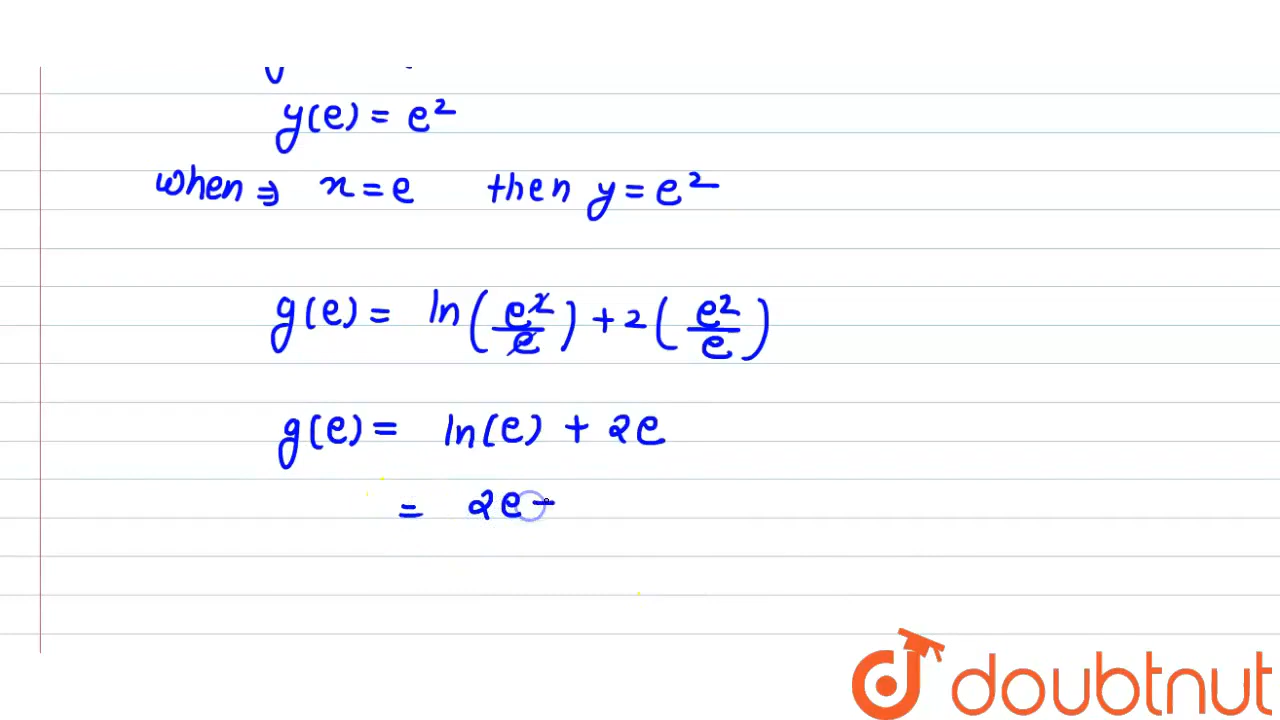 y(e) = e²
when ⇒ x = e then y = e²
g(e) = ln(e²/e) + 2(e²/e)
g(e) = ln(e) + 2e
= 2e +
doubtnut